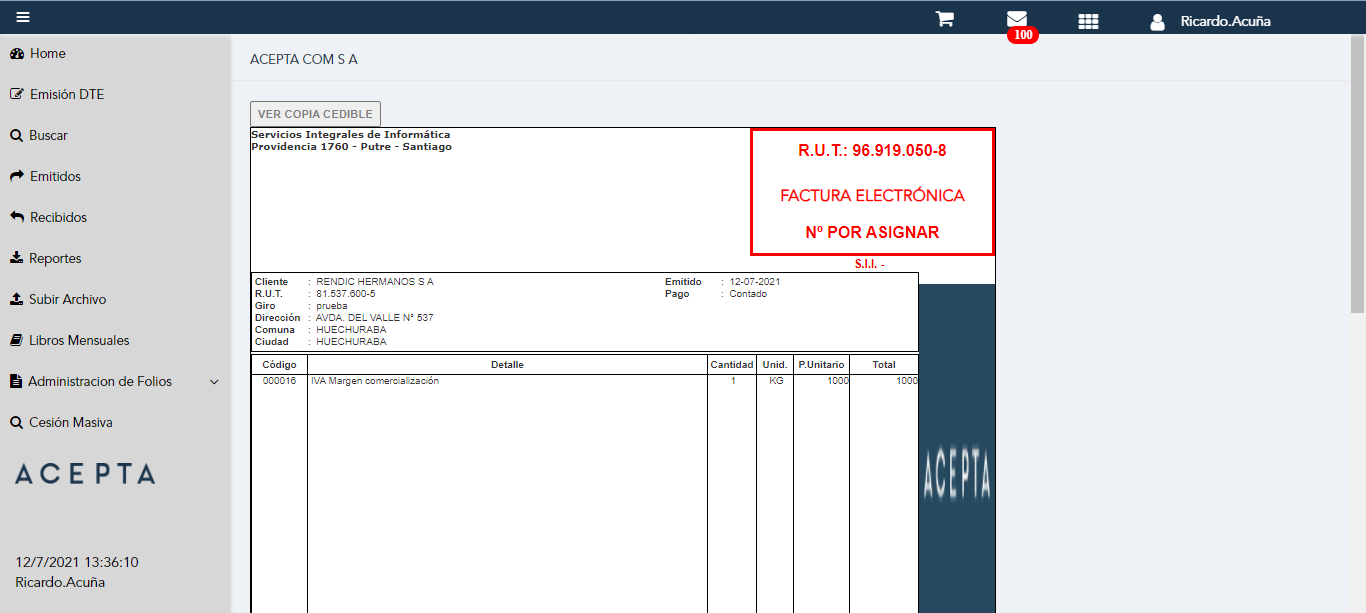 Ricardo.Acuña
100
Home
Emisión DTE
Buscar
Emitidos
Recibidos
Reportes
Subir Archivo
Libros Mensuales
Administracion de Folios
Cesión Masiva
ACEPTA
12/7/2021 13:36:10
Ricardo.Acuña
ACEPTA COM S A
VER COPIA CEDIBLE
Servicios Integrales de Informática
Providencia 1760 - Putre - Santiago
R.U.T.: 96.919.050-8
FACTURA ELECTRÓNICA
Nº POR ASIGNAR
S.I.I. -
Cliente : RENDIC HERMANOS S A Emitido : 12-07-2021
R.U.T. : 81.537.600-5 Pago : Contado
Giro : prueba
Dirección : AVDA. DEL VALLE N° 537
Comuna : HUECHURABA
Ciudad : HUECHURABA
Código Detalle Cantidad Unid. P.Unitario Total
000016 IVA Margen comercialización 1 KG 1000 1000
ACEPTA